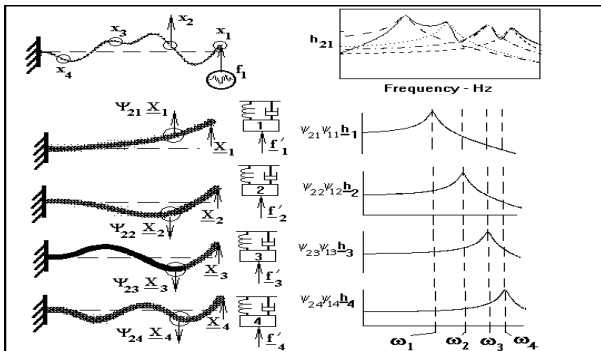 x₃ x₂ x₁
x₄ f₁
h₂₁
Frequency - Hz
Ψ₂₁ X₁ 1 X₁ f′₁
ψ₂₁ψ₁₁h₁
2 X₂ f′₂
Ψ₂₂ X₂
ψ₂₂ψ₁₂h₂
3 X₃ f′₃
Ψ₂₃ X₃
ψ₂₃ψ₁₃h₃
4 X₄ f′₄
Ψ₂₄ X₄
ψ₂₄ψ₁₄h₄
ω₁ ω₂ ω₃ ω₄